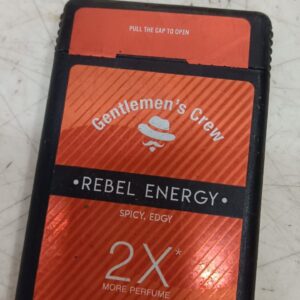 PULL THE CAP TO OPEN
Gentlemen's Crew
• REBEL ENERGY •
SPICY, EDGY
2X*
MORE PERFUME